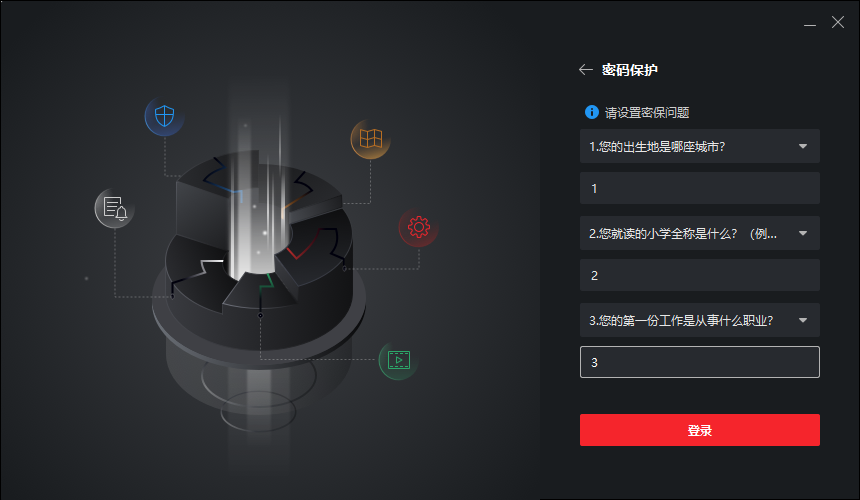 密码保护
请设置密保问题
1.您的出生地是哪座城市？
1
2.您就读的小学全称是什么？（例...
2
3.您的第一份工作是从事什么职业？
3
登录